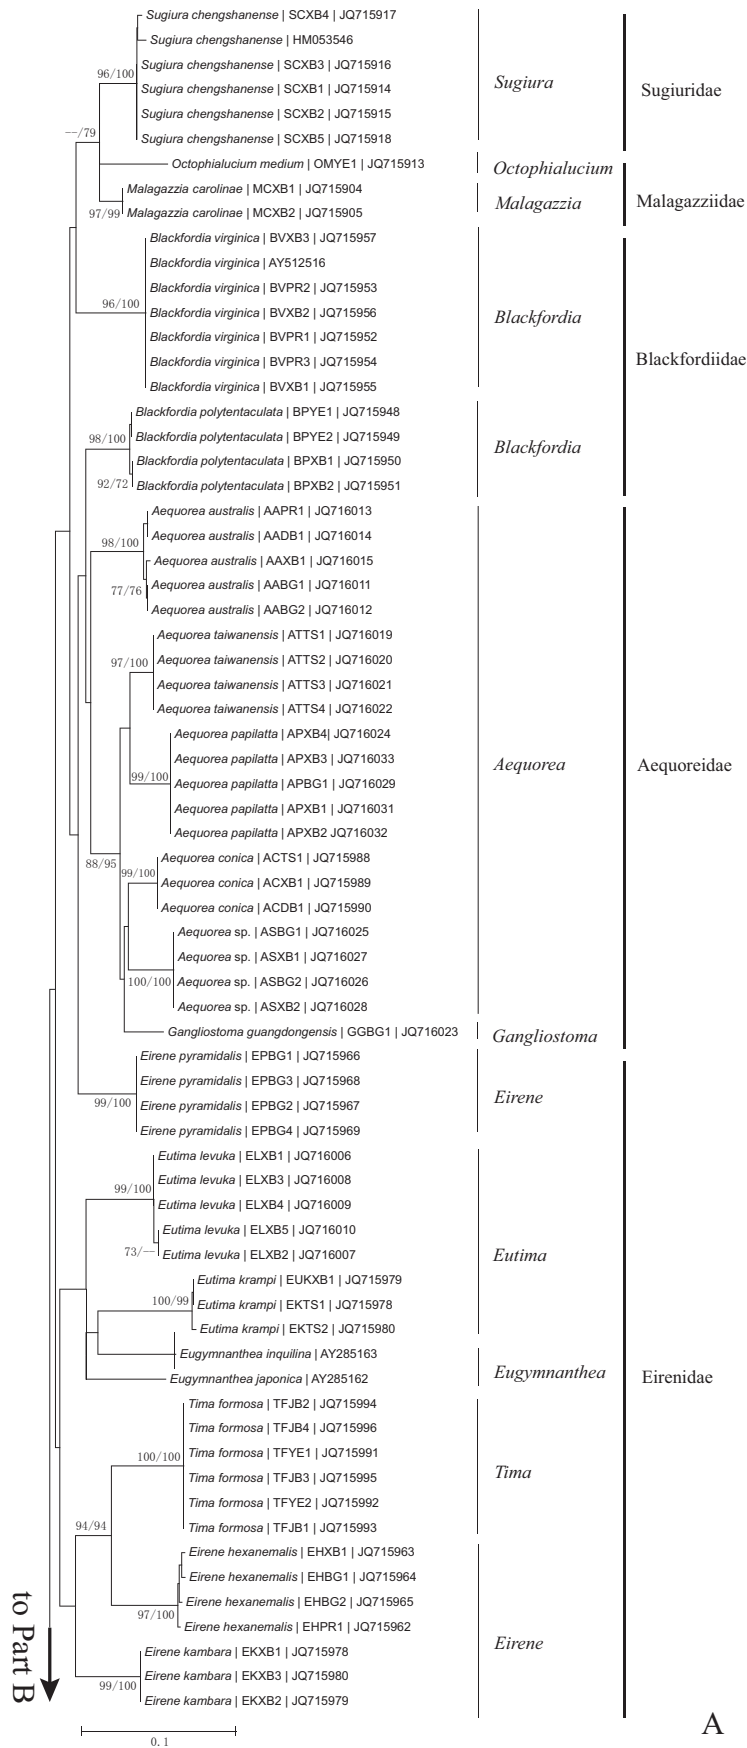 Sugiura chengshanense | SCXB4 | JQ715917
Sugiura chengshanense | HM053546
Sugiura chengshanense | SCXB3 | JQ715916
96/100
Sugiura chengshanense | SCXB1 | JQ715914
Sugiura
Sugiuridae
Sugiura chengshanense | SCXB2 | JQ715915
--/79
Sugiura chengshanense | SCXB5 | JQ715918
Octophialucium medium | OMYE1 | JQ715913
Octophialucium
Malagazzia carolinae | MCXB1 | JQ715904
Malagazzia
Malagazziidae
97/99
Malagazzia carolinae | MCXB2 | JQ715905
Blackfordia virginica | BVXB3 | JQ715957
Blackfordia virginica | AY512516
Blackfordia virginica | BVPR2 | JQ715953
96/100
Blackfordia virginica | BVXB2 | JQ715956
Blackfordia
Blackfordia virginica | BVPR1 | JQ715952
Blackfordiidae
Blackfordia virginica | BVPR3 | JQ715954
Blackfordia virginica | BVXB1 | JQ715955
Blackfordia polytentaculata | BPYE1 | JQ715948
98/100
Blackfordia polytentaculata | BPYE2 | JQ715949
Blackfordia
Blackfordia polytentaculata | BPXB1 | JQ715950
92/72
Blackfordia polytentaculata | BPXB2 | JQ715951
Aequorea australis | AAPR1 | JQ716013
98/100
Aequorea australis | AADB1 | JQ716014
Aequorea australis | AAXB1 | JQ716015
77/76
Aequorea australis | AABG1 | JQ716011
Aequorea australis | AABG2 | JQ716012
Aequorea taiwanensis | ATTS1 | JQ716019
97/100
Aequorea taiwanensis | ATTS2 | JQ716020
Aequorea taiwanensis | ATTS3 | JQ716021
Aequorea taiwanensis | ATTS4 | JQ716022
Aequorea papilatta | APXB4| JQ716024
Aequorea papilatta | APXB3 | JQ716033
Aequorea
Aequoreidae
99/100
Aequorea papilatta | APBG1 | JQ716029
Aequorea papilatta | APXB1 | JQ716031
Aequorea papilatta | APXB2 JQ716032
88/95
Aequorea conica | ACTS1 | JQ715988
99/100
Aequorea conica | ACXB1 | JQ715989
Aequorea conica | ACDB1 | JQ715990
Aequorea sp. | ASBG1 | JQ716025
Aequorea sp. | ASXB1 | JQ716027
100/100
Aequorea sp. | ASBG2 | JQ716026
Aequorea sp. | ASXB2 | JQ716028
Gangliostoma guangdongensis | GGBG1 | JQ716023
Gangliostoma
Eirene pyramidalis | EPBG1 | JQ715966
Eirene pyramidalis | EPBG3 | JQ715968
Eirene
99/100
Eirene pyramidalis | EPBG2 | JQ715967
Eirene pyramidalis | EPBG4 | JQ715969
Eutima levuka | ELXB1 | JQ716006
99/100
Eutima levuka | ELXB3 | JQ716008
Eutima levuka | ELXB4 | JQ716009
Eutima levuka | ELXB5 | JQ716010
73/—
Eutima levuka | ELXB2 | JQ716007
Eutima
Eutima krampi | EUKXB1 | JQ715979
100/99
Eutima krampi | EKTS1 | JQ715978
Eutima krampi | EKTS2 | JQ715980
Eugymnanthea inquilina | AY285163
Eugymnanthea
Eirenidae
Eugymnanthea japonica | AY285162
Tima formosa | TFJB2 | JQ715994
Tima formosa | TFJB4 | JQ715996
100/100
Tima formosa | TFYE1 | JQ715991
Tima
Tima formosa | TFJB3 | JQ715995
Tima formosa | TFYE2 | JQ715992
94/94
Tima formosa | TFJB1 | JQ715993
Eirene hexanemalis | EHXB1 | JQ715963
Eirene hexanemalis | EHBG1 | JQ715964
Eirene hexanemalis | EHBG2 | JQ715965
97/100
Eirene hexanemalis | EHPR1 | JQ715962
Eirene
Eirene kambara | EKXB1 | JQ715978
Eirene kambara | EKXB3 | JQ715980
99/100
Eirene kambara | EKXB2 | JQ715979
to Part B
0.1
A